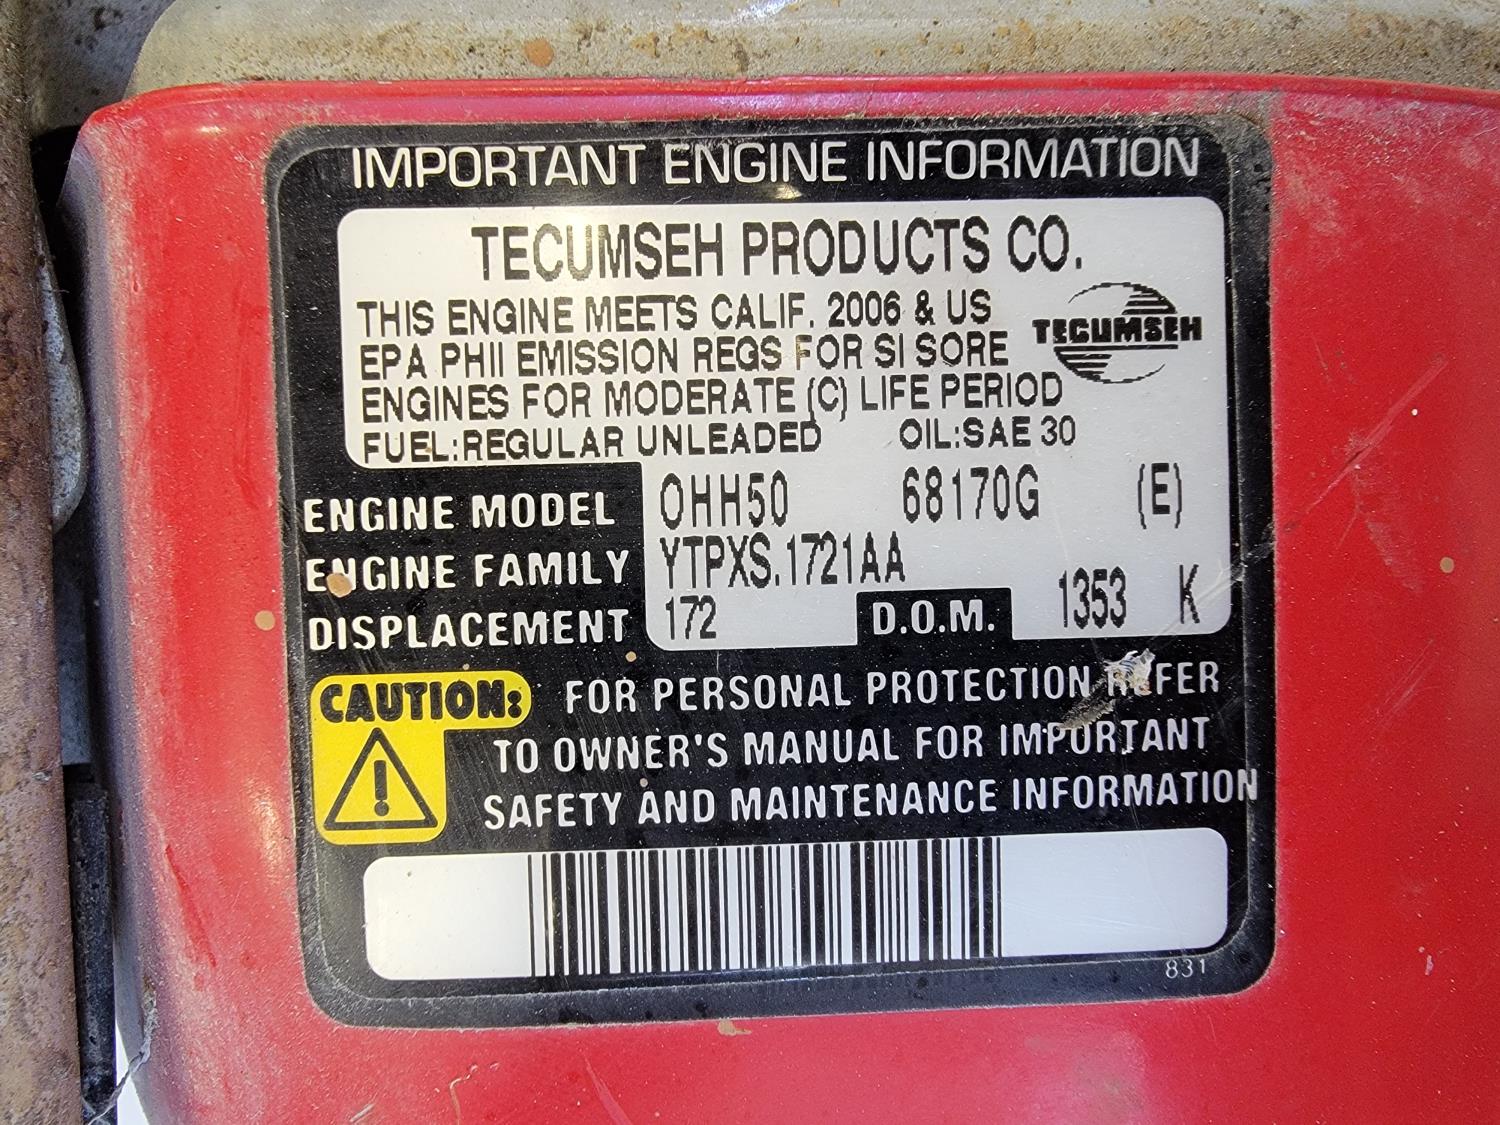 IMPORTANT ENGINE INFORMATION
TECUMSEH PRODUCTS CO.
THIS ENGINE MEETS CALIF. 2006 & US
EPA PHII EMISSION REGS FOR SI SORE
ENGINES FOR MODERATE (C) LIFE PERIOD
FUEL:REGULAR UNLEADED OIL:SAE 30
TECUMSEH
ENGINE MODEL OHH50 68170G (E)
ENGINE FAMILY YTPXS.1721AA
DISPLACEMENT 172 D.O.M. 1353 K
CAUTION: FOR PERSONAL PROTECTION REFER
TO OWNER'S MANUAL FOR IMPORTANT
SAFETY AND MAINTENANCE INFORMATION
831